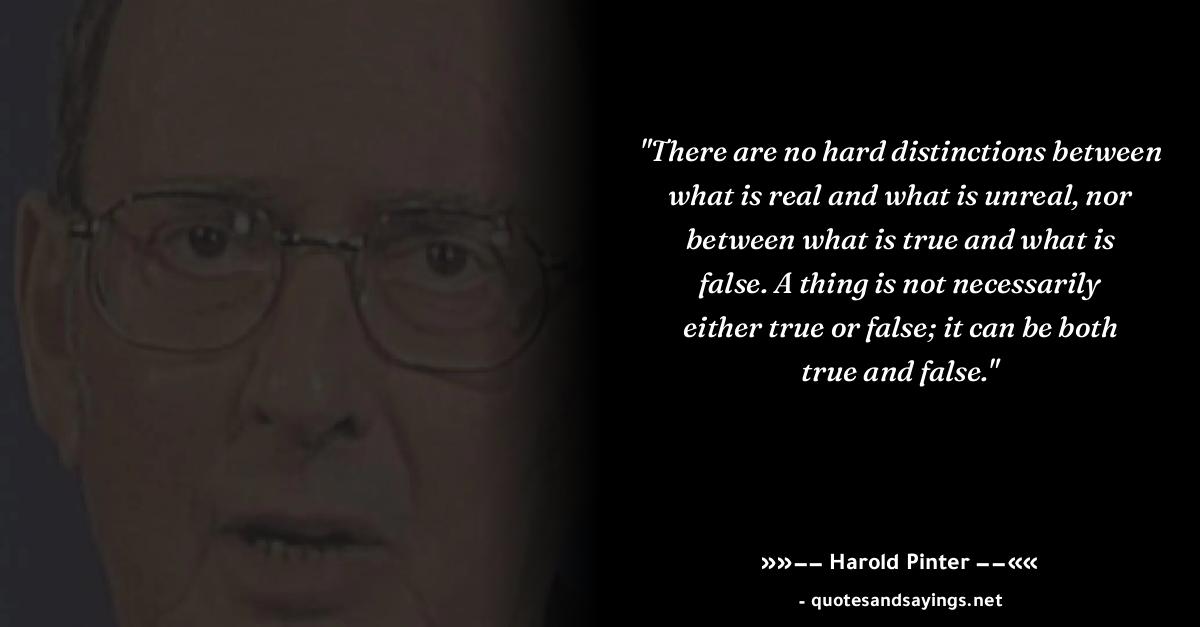 "There are no hard distinctions between
what is real and what is unreal, nor
between what is true and what is
false. A thing is not necessarily
either true or false; it can be both
true and false."
»»−− Harold Pinter −−««
- quotesandsayings.net